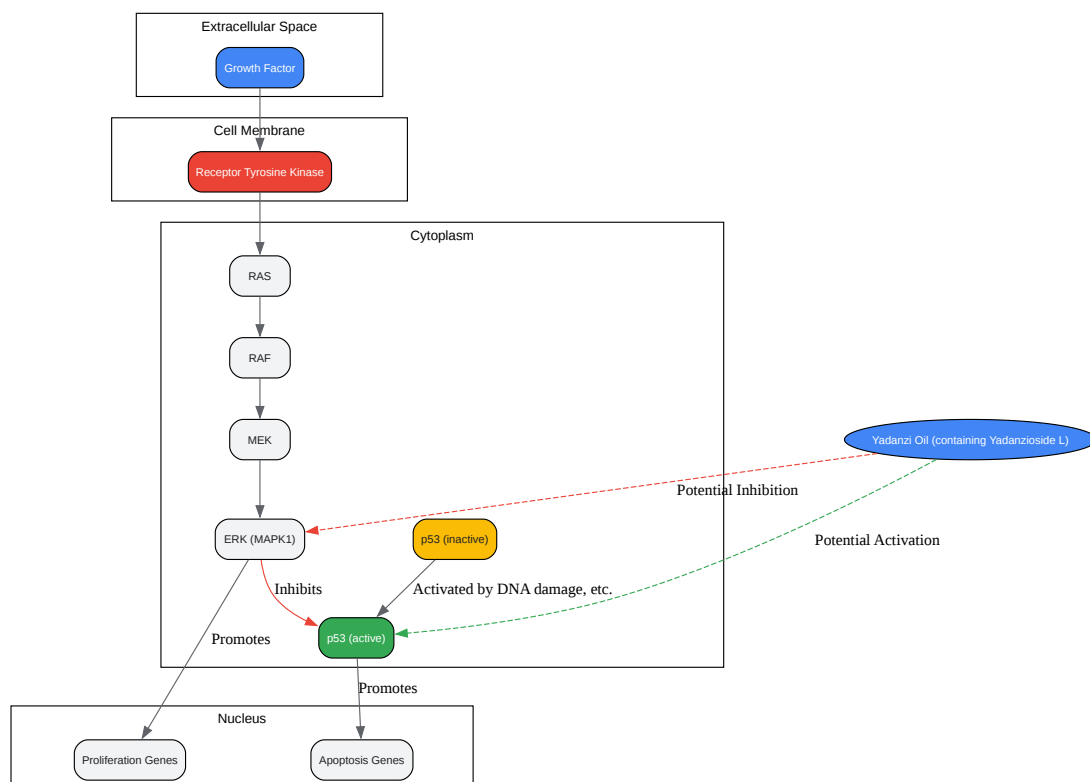 Extracellular Space
Growth Factor
Cell Membrane
Receptor Tyrosine Kinase
Cytoplasm
RAS
RAF
MEK
Yadanzi Oil (containing Yadanzioside L)
Potential Inhibition
ERK (MAPK1)
p53 (inactive)
Potential Activation
Inhibits
Activated by DNA damage, etc.
p53 (active)
Promotes
Promotes
Nucleus
Proliferation Genes
Apoptosis Genes